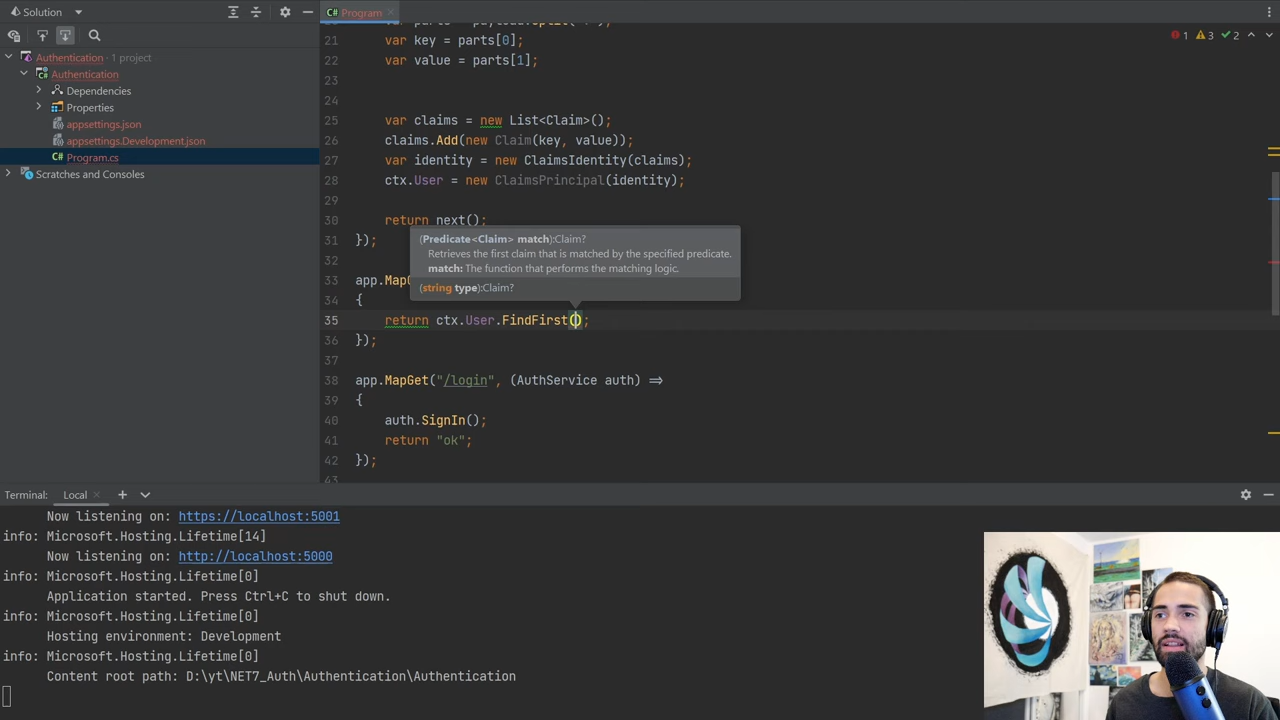 Solution
Program
Authentication · 1 project
Authentication
Dependencies
Properties
appsettings.json
appsettings.Development.json
C# Program.cs
Scratches and Consoles
1 3 2
21 var key = parts[0];
22 var value = parts[1];
23
24
25 var claims = new List<Claim>();
26 claims.Add(new Claim(key, value));
27 var identity = new ClaimsIdentity(claims);
28 ctx.User = new ClaimsPrincipal(identity);
29
30 return next();
31 });
32
(Predicate<Claim> match):Claim?
Retrieves the first claim that is matched by the specified predicate.
match: The function that performs the matching logic.
(string type):Claim?
33 app.Map
34 {
35 return ctx.User.FindFirst();
36 });
37
38 app.MapGet("/login", (AuthService auth) =>
39 {
40 auth.SignIn();
41 return "ok";
42 });
43
Terminal: Local
Now listening on: https://localhost:5001
info: Microsoft.Hosting.Lifetime[14]
Now listening on: http://localhost:5000
info: Microsoft.Hosting.Lifetime[0]
Application started. Press Ctrl+C to shut down.
info: Microsoft.Hosting.Lifetime[0]
Hosting environment: Development
info: Microsoft.Hosting.Lifetime[0]
Content root path: D:\yt\NET7_Auth\Authentication\Authentication